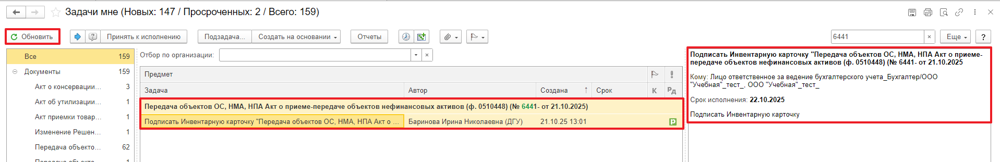 Задачи мне (Новых: 147 / Просроченных: 2 / Всего: 159)
Обновить
Принять к исполнению
Подзадача...
Создать на основании
Отчеты
6441
×
Еще
?
Все 159
Документы 159
Акт о консервации... 3
Акт об утилизации... 1
Акт приемки товар... 1
Изменение Решен... 1
Передача объекто... 62
Отбор по организации:
×
Предмет
Задача Автор Создана ↑ Срок К Рд
Передача объектов ОС, НМА, НПА Акт о приеме-передаче объектов нефинансовых активов (ф. 0510448) (№ 6441- от 21.10.2025)
Подписать Инвентарную карточку "Передача объектов ОС, НМА, НПА Акт о ... Баринова Ирина Николаевна (ДГУ) 21.10.25 13:01 P
Подписать Инвентарную карточку "Передача объектов ОС, НМА, НПА Акт о приеме-
передаче объектов нефинансовых активов (ф. 0510448) (№ 6441- от 21.10.2025
Кому: Лицо ответственное за ведение бухгалтерского учета_Бухгалтер/ООО
"Учебная"_тест_, ООО "Учебная"_тест_
Срок исполнения: 22.10.2025
Подписать Инвентарную карточку